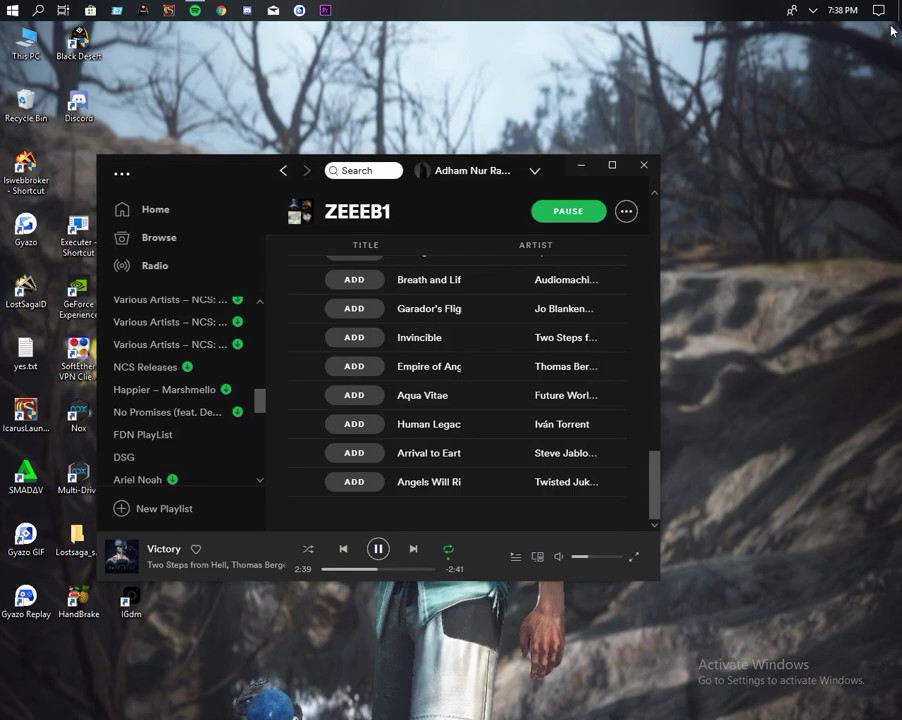 7:38 PM
This PC
Black Desert
Recycle Bin
Discord
Iswebbroker
- Shortcut
Gyazo
Executer -
Shortcut
LostSagaID
GeForce
Experience
yes.txt
SoftEther
VPN Clie...
IcarusLaun...
Nox
SMADΔV
Multi-Driv...
Gyazo GIF
Lostsaga_s...
Gyazo Replay
HandBrake
IGdm
Search
Adham Nur Ra...
Home
Browse
Radio
Various Artists – NCS: ...
Various Artists – NCS: ...
Various Artists – NCS: ...
NCS Releases
Happier – Marshmello
No Promises (feat. De...
FDN PlayList
DSG
Ariel Noah
New Playlist
ZEEEB1
PAUSE
TITLE ARTIST
ADD Breath and Lif Audiomachi...
ADD Garador's Flig Jo Blanken...
ADD Invincible Two Steps f...
ADD Empire of Ang Thomas Ber...
ADD Aqua Vitae Future Worl...
ADD Human Legac Iván Torrent
ADD Arrival to Eart Steve Jablo...
ADD Angels Will Ri Twisted Juk...
Victory
Two Steps from Hell, Thomas Berge
2:39
-2:41
Activate Windows
Go to Settings to activate Windows.